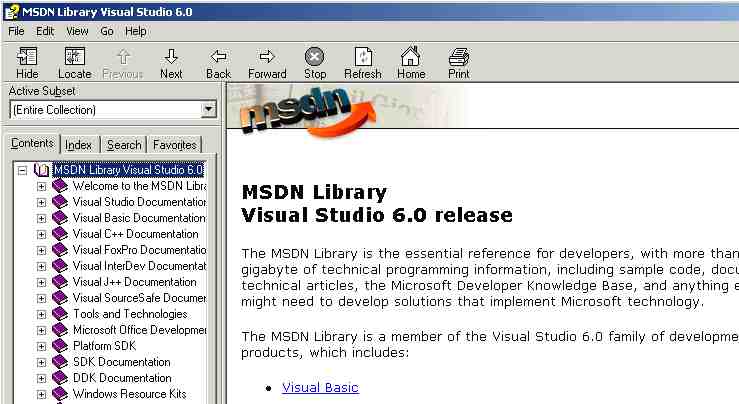 MSDN Library Visual Studio 6.0
File Edit View Go Help
Hide Locate Previous Next Back Forward Stop Refresh Home Print
Active Subset
(Entire Collection)
Contents Index Search Favorites
MSDN Library Visual Studio 6.0
Welcome to the MSDN Libra
Visual Studio Documentation
Visual Basic Documentation
Visual C++ Documentation
Visual FoxPro Documentatio
Visual InterDev Documentat
Visual J++ Documentation
Visual SourceSafe Documen
Tools and Technologies
Microsoft Office Developme
Platform SDK
SDK Documentation
DDK Documentation
Windows Resource Kits
msdn
MSDN Library
Visual Studio 6.0 release
The MSDN Library is the essential reference for developers, with more than
gigabyte of technical programming information, including sample code, docu
technical articles, the Microsoft Developer Knowledge Base, and anything e
might need to develop solutions that implement Microsoft technology.
The MSDN Library is a member of the Visual Studio 6.0 family of developme
products, which includes:
Visual Basic